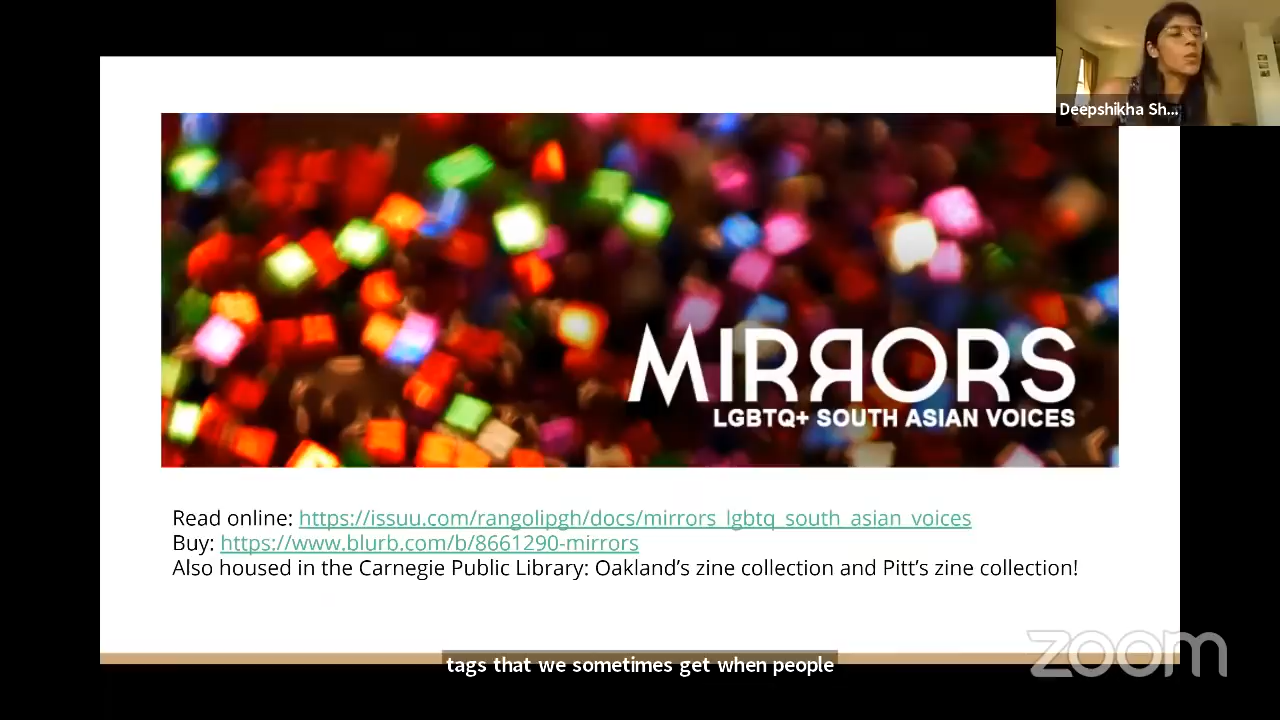 Deepshikha Sh...
MIRRORS
LGBTQ+ SOUTH ASIAN VOICES
Read online: https://issuu.com/rangolipgh/docs/mirrors_lgbtq_south_asian_voices
Buy: https://www.blurb.com/b/8661290-mirrors
Also housed in the Carnegie Public Library: Oakland’s zine collection and Pitt’s zine collection!
zoom
tags that we sometimes get when people